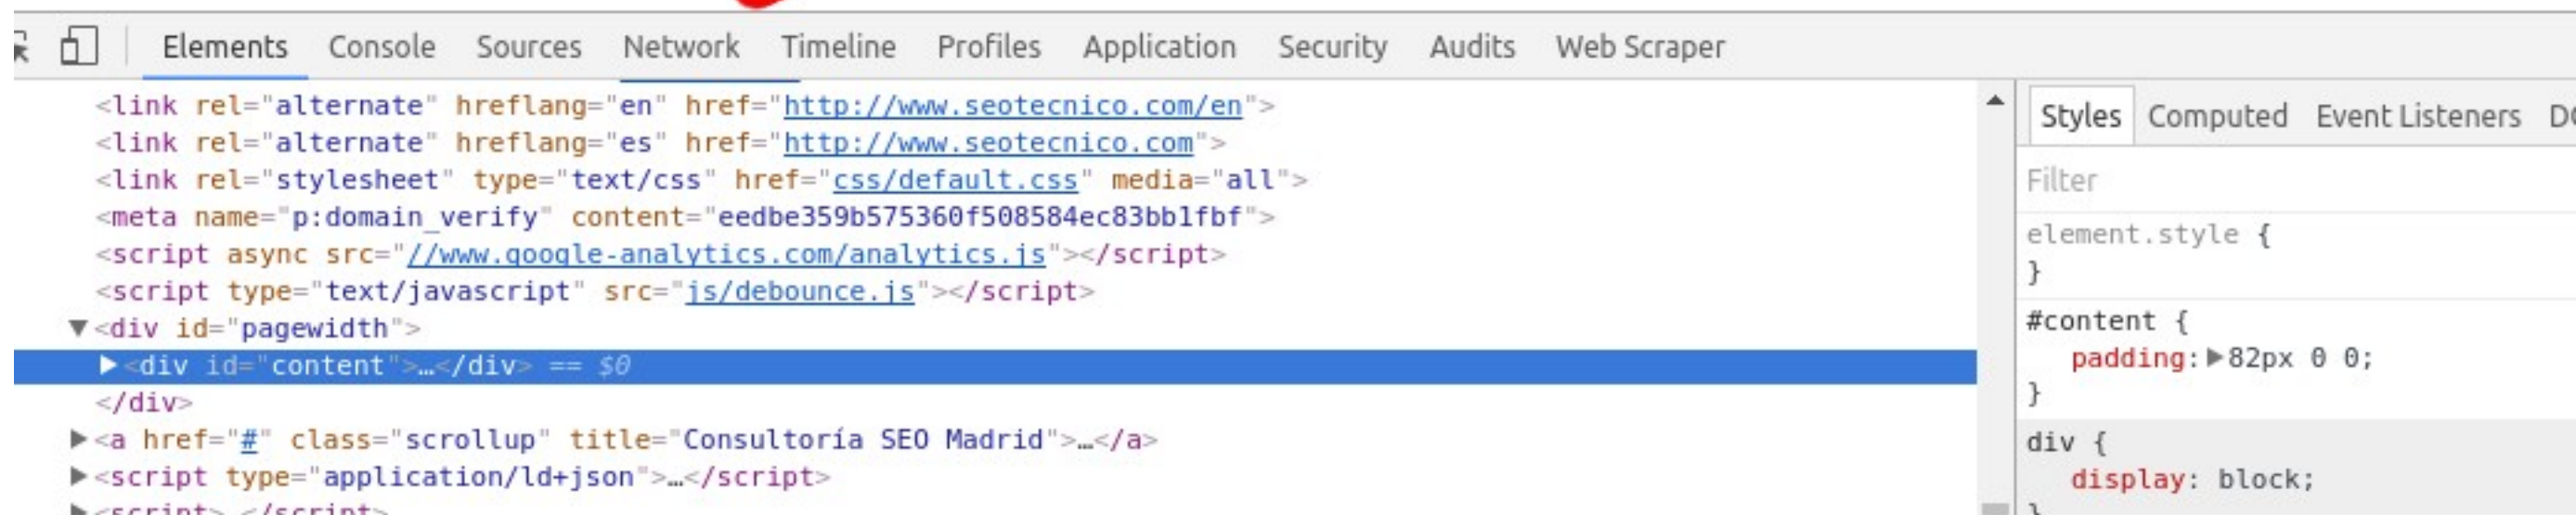 Elements Console Sources Network Timeline Profiles Application Security Audits Web Scraper
<link rel="alternate" hreflang="en" href="http://www.seotecnico.com/en">
<link rel="alternate" hreflang="es" href="http://www.seotecnico.com">
<link rel="stylesheet" type="text/css" href="css/default.css" media="all">
<meta name="p:domain_verify" content="eedbe359b575360f508584ec83bb1fbf">
<script async src="//www.google-analytics.com/analytics.js"></script>
<script type="text/javascript" src="js/debounce.js"></script>
▼<div id="pagewidth">
▶<div id="content">…</div> == $0
</div>
▶<a href="#" class="scrollup" title="Consultoría SEO Madrid">…</a>
▶<script type="application/ld+json">…</script>
▶<script>…</script>
Styles Computed Event Listeners
Filter
element.style {
}
#content {
padding:▶82px 0 0;
}
div {
display: block;
}